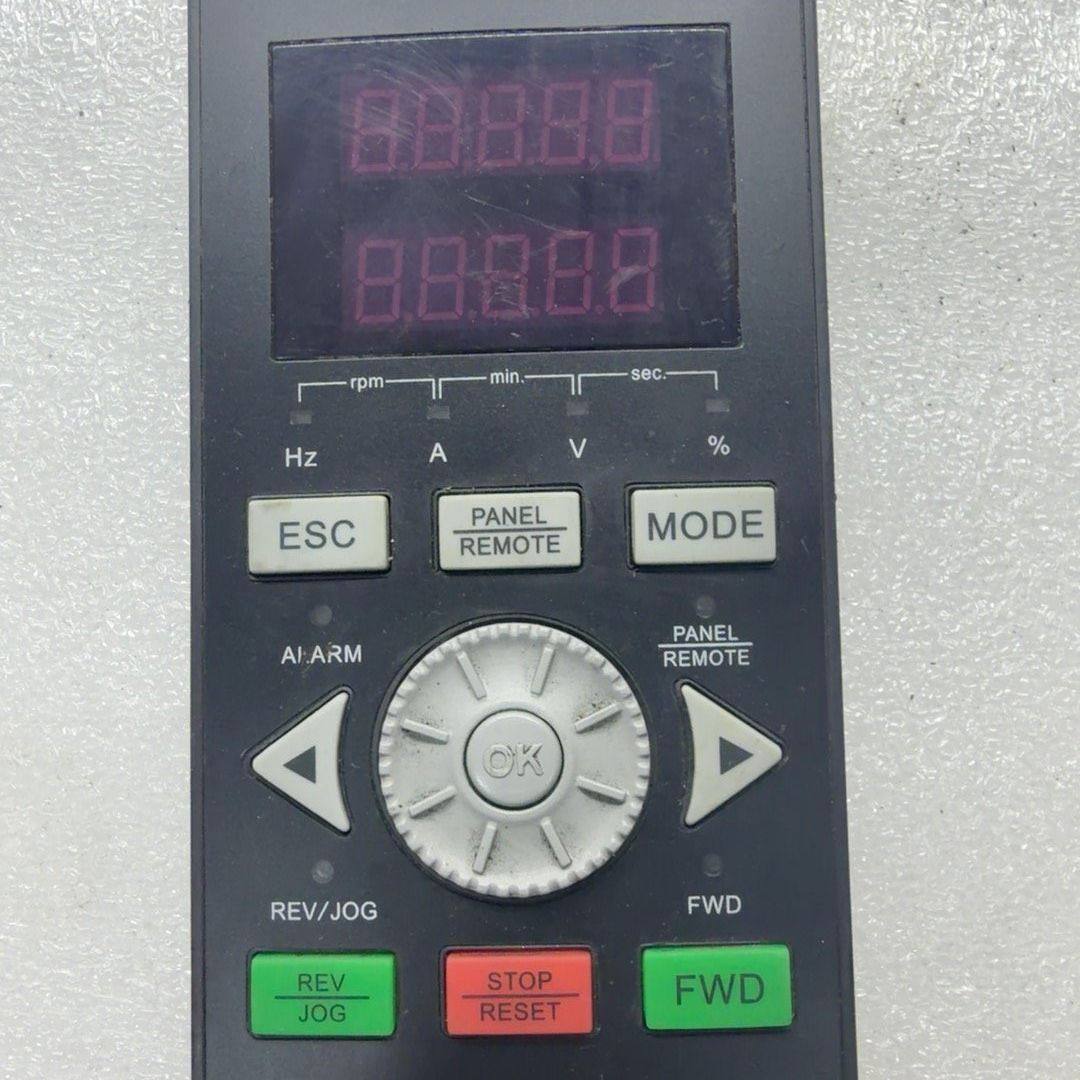 rpm min. sec.
Hz A V %
ESC
PANEL
REMOTE
MODE
ALARM
PANEL
REMOTE
OK
REV/JOG
FWD
REV
JOG
STOP
RESET
FWD